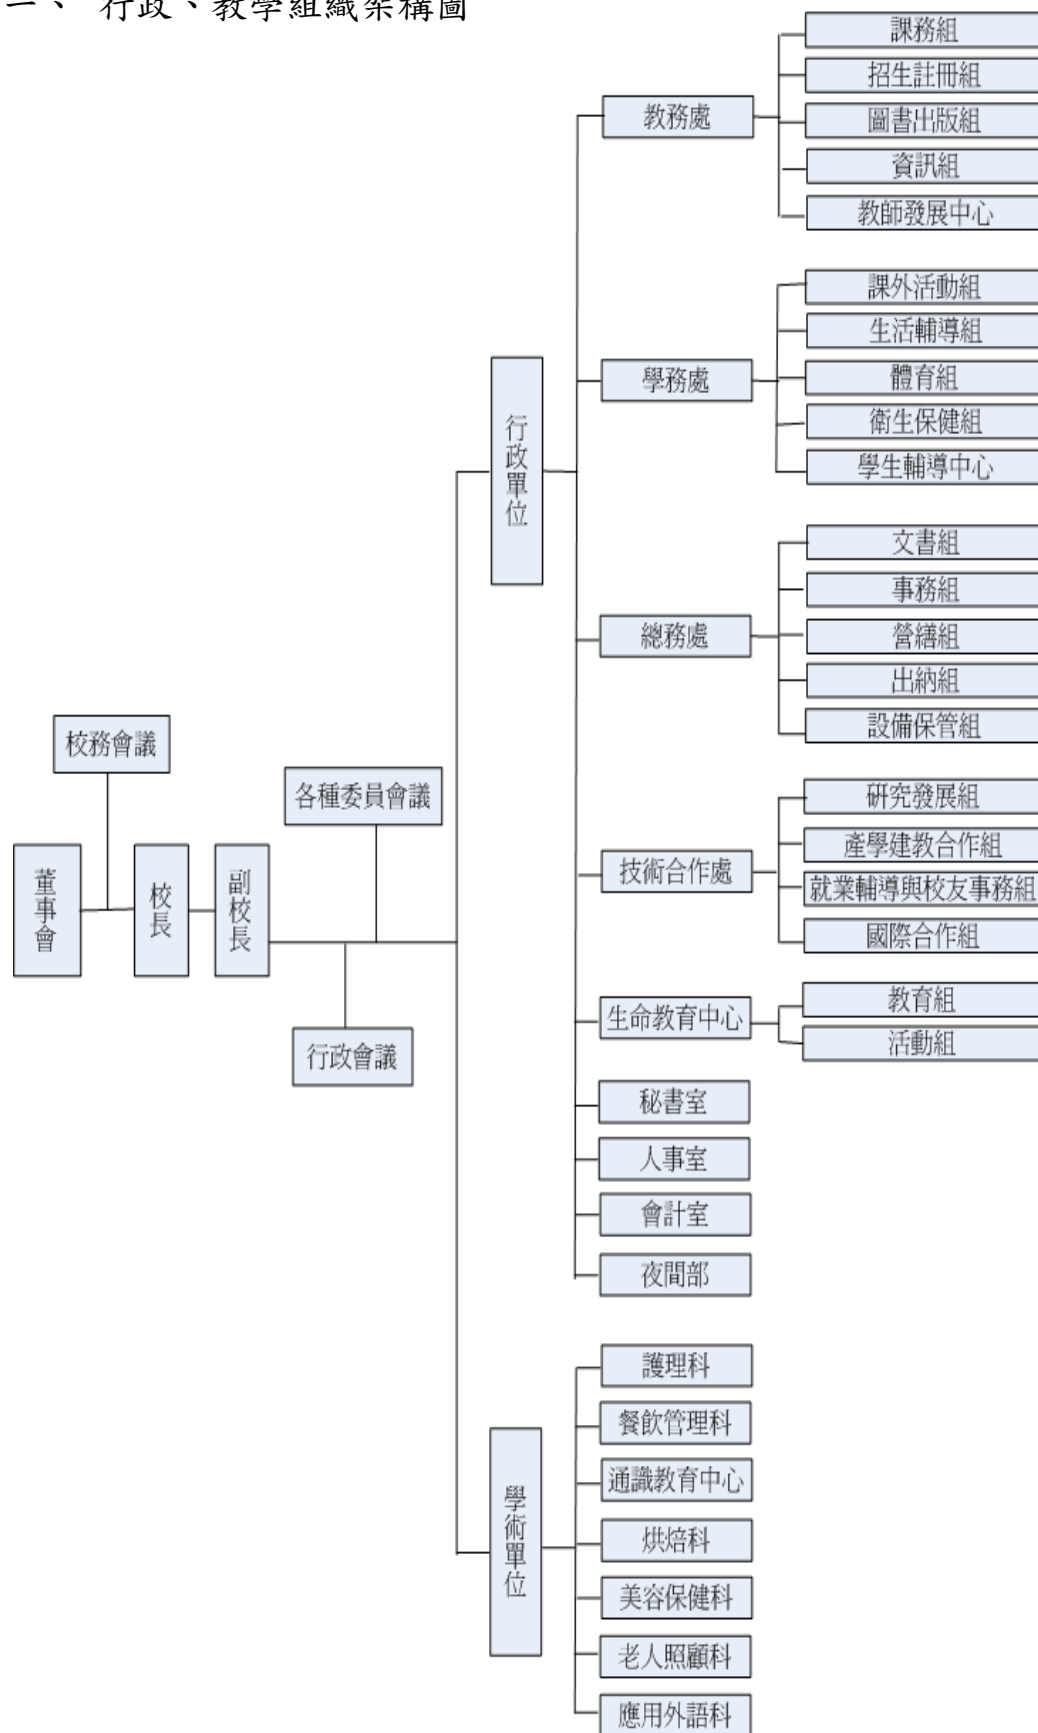 一、 行政、教學組織架構圖
董事會
校務會議
校長
副校長
各種委員會議
行政會議
行政單位
教務處
課務組
招生註冊組
圖書出版組
資訊組
教師發展中心
學務處
課外活動組
生活輔導組
體育組
衛生保健組
學生輔導中心
總務處
文書組
事務組
營繕組
出納組
設備保管組
技術合作處
研究發展組
產學建教合作組
就業輔導與校友事務組
國際合作組
生命教育中心
教育組
活動組
秘書室
人事室
會計室
夜間部
學術單位
護理科
餐飲管理科
通識教育中心
烘焙科
美容保健科
老人照顧科
應用外語科